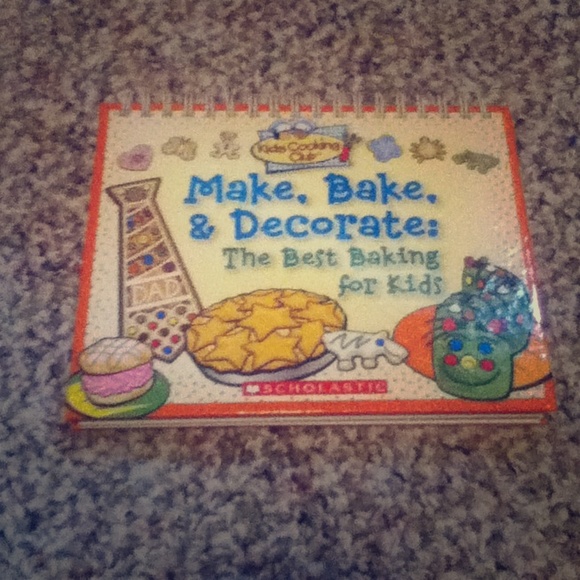 Kids Cooking
Club
Make, Bake,
& Decorate:
The Best Baking
for Kids
DAD
SCHOLASTIC